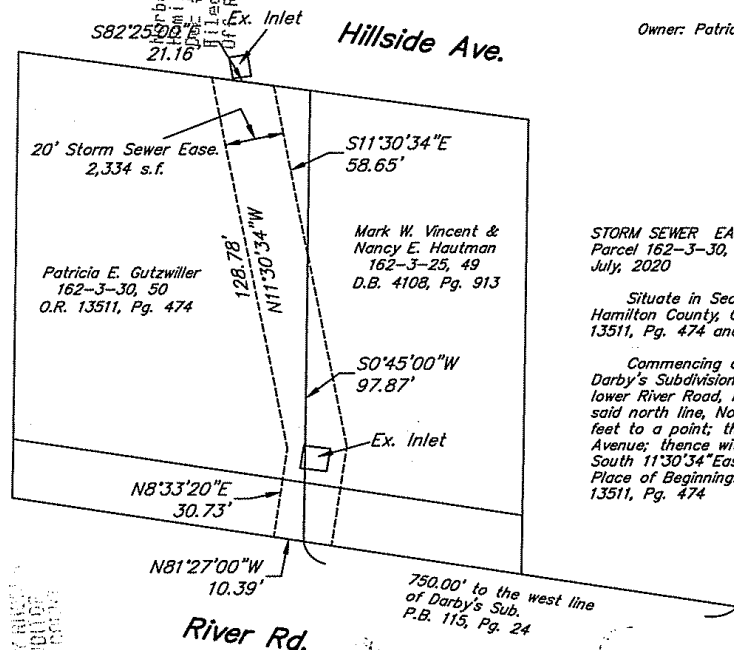 Owner: Patric
Hillside Ave.
S82°25'00"E
21.16'
Ex. Inlet
20' Storm Sewer Ease.
2,334 s.f.
S11°30'34"E
58.65'
128.78'
N11°30'34"W
Mark W. Vincent &
Nancy E. Hautman
162-3-25, 49
D.B. 4108, Pg. 913
Patricia E. Gutzwiller
162-3-30, 50
O.R. 13511, Pg. 474
S0°45'00"W
97.87'
Ex. Inlet
N8°33'20"E
30.73'
N81°27'00"W
10.39'
750.00' to the west line
of Darby's Sub.
P.B. 115, Pg. 24
River Rd.
STORM SEWER EA
Parcel 162-3-30,
July, 2020
Situate in Sec
Hamilton County, O
13511, Pg. 474 and
Commencing a
Darby's Subdivision
lower River Road,
said north line, No
feet to a point; th
Avenue; thence wi
South 11°30'34"East
Place of Beginning
13511, Pg. 474